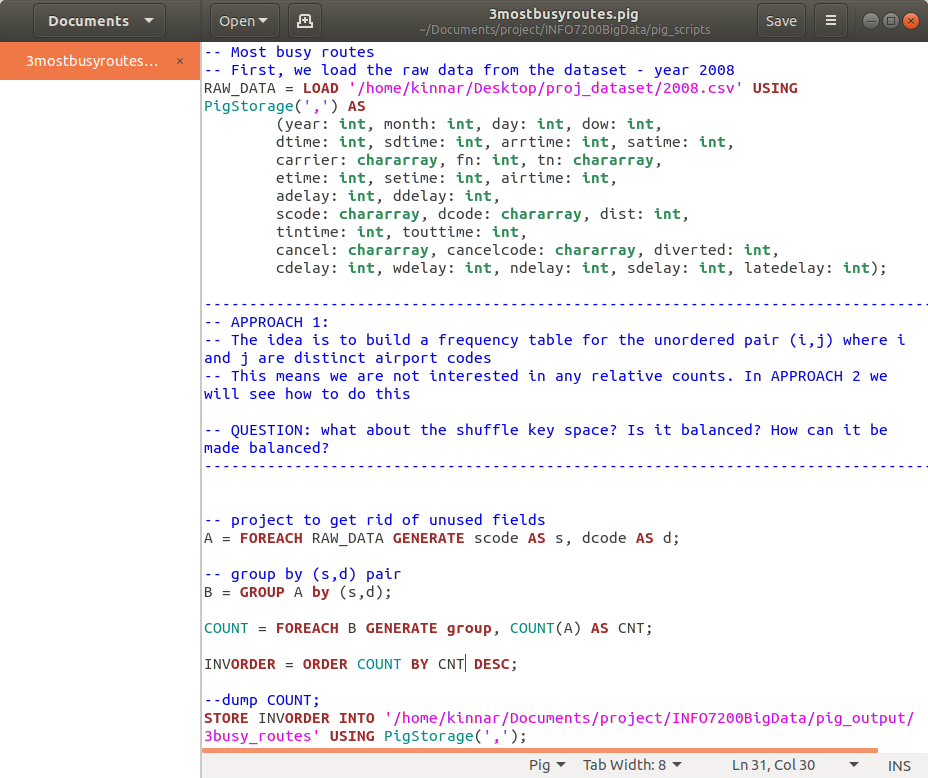 Documents
Open
3mostbusyroutes.pig
~/Documents/project/INFO7200BigData/pig_scripts
Save
3mostbusyroutes...
-- Most busy routes
-- First, we load the raw data from the dataset - year 2008
RAW_DATA = LOAD '/home/kinnar/Desktop/proj_dataset/2008.csv' USING
PigStorage(',') AS
(year: int, month: int, day: int, dow: int,
dtime: int, sdtime: int, arrtime: int, satime: int,
carrier: chararray, fn: int, tn: chararray,
etime: int, setime: int, airtime: int,
adelay: int, ddelay: int,
scode: chararray, dcode: chararray, dist: int,
tintime: int, touttime: int,
cancel: chararray, cancelcode: chararray, diverted: int,
cdelay: int, wdelay: int, ndelay: int, sdelay: int, latedelay: int);
--------------------------------------------------------------------------------
-- APPROACH 1:
-- The idea is to build a frequency table for the unordered pair (i,j) where i
and j are distinct airport codes
-- This means we are not interested in any relative counts. In APPROACH 2 we
will see how to do this
-- QUESTION: what about the shuffle key space? Is it balanced? How can it be
made balanced?
--------------------------------------------------------------------------------
-- project to get rid of unused fields
A = FOREACH RAW_DATA GENERATE scode AS s, dcode AS d;
-- group by (s,d) pair
B = GROUP A by (s,d);
COUNT = FOREACH B GENERATE group, COUNT(A) AS CNT;
INVORDER = ORDER COUNT BY CNT DESC;
--dump COUNT;
STORE INVORDER INTO '/home/kinnar/Documents/project/INFO7200BigData/pig_output/
3busy_routes' USING PigStorage(',');
Pig
Tab Width: 8
Ln 31, Col 30
INS